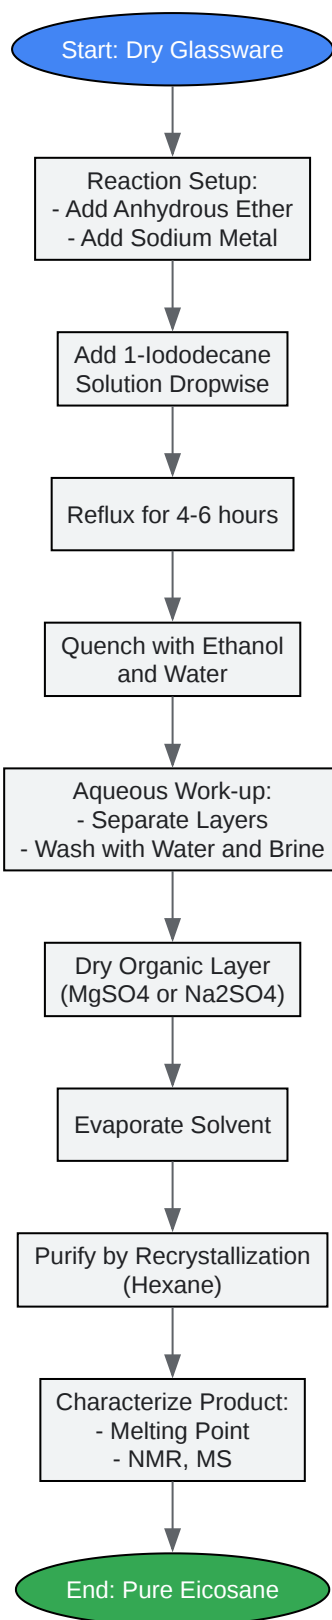 Start: Dry Glassware
Reaction Setup:
- Add Anhydrous Ether
- Add Sodium Metal
Add 1-Iododecane
Solution Dropwise
Reflux for 4-6 hours
Quench with Ethanol
and Water
Aqueous Work-up:
- Separate Layers
- Wash with Water and Brine
Dry Organic Layer
(MgSO4 or Na2SO4)
Evaporate Solvent
Purify by Recrystallization
(Hexane)
Characterize Product:
- Melting Point
- NMR, MS
End: Pure Eicosane